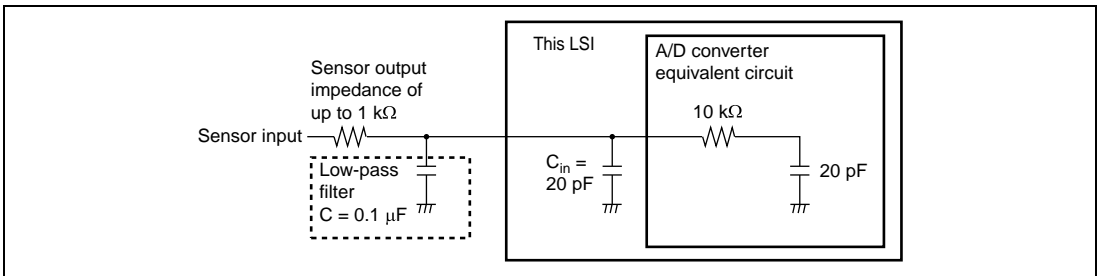 This LSI
A/D converter
equivalent circuit
Sensor output
impedance of
up to 1 kΩ
10 kΩ
Sensor input
Low-pass
filter
C = 0.1 μF
Cin =
20 pF
20 pF